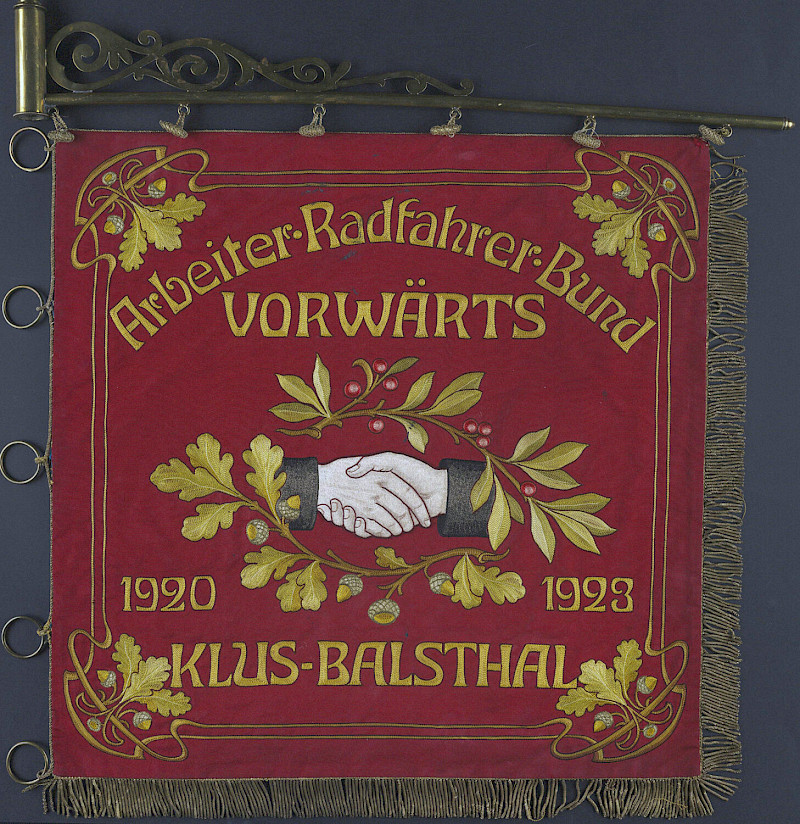 Arbeiter-Radfahrer-Bund
VORWÄRTS
1920 1923
KLUS-BALSTHAL